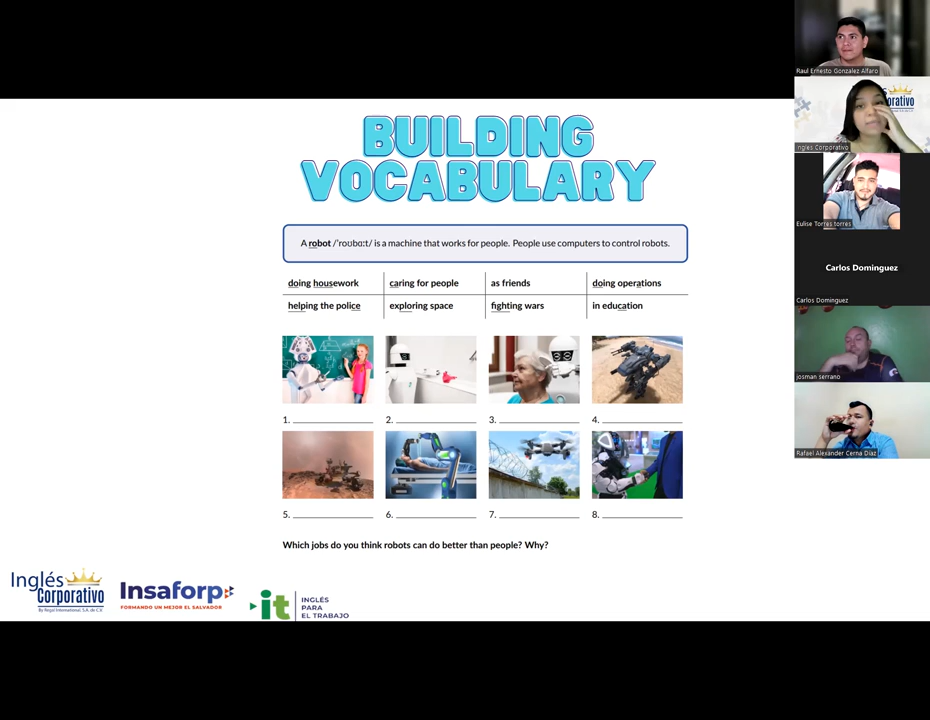 BUILDING
VOCABULARY
A robot /ˈroʊbɑːt/ is a machine that works for people. People use computers to control robots.
doing housework caring for people as friends doing operations
helping the police exploring space fighting wars in education
1. 2. 3. 4.
5. 6. 7. 8.
Which jobs do you think robots can do better than people? Why?
Inglés
Corporativo
By Royal International, S.A. de C.V.
Insaforp
FORMANDO UN MEJOR EL SALVADOR
it
INGLÉS
PARA
EL TRABAJO
Raul Ernesto Gonzalez Alfaro
Ingles Corporativo
Eulise Torres torres
Carlos Dominguez
Carlos Dominguez
josman serrano
Rafael Alexander Cerna Diaz